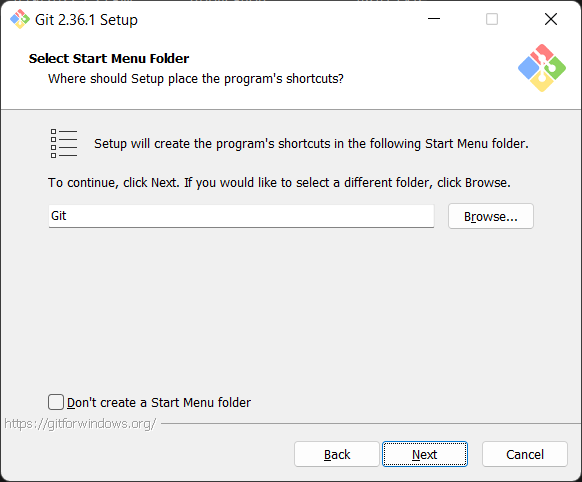 Git 2.36.1 Setup
Select Start Menu Folder
Where should Setup place the program's shortcuts?
Setup will create the program's shortcuts in the following Start Menu folder.
To continue, click Next. If you would like to select a different folder, click Browse.
Git
Browse...
Don't create a Start Menu folder
https://gitforwindows.org/
Back
Next
Cancel